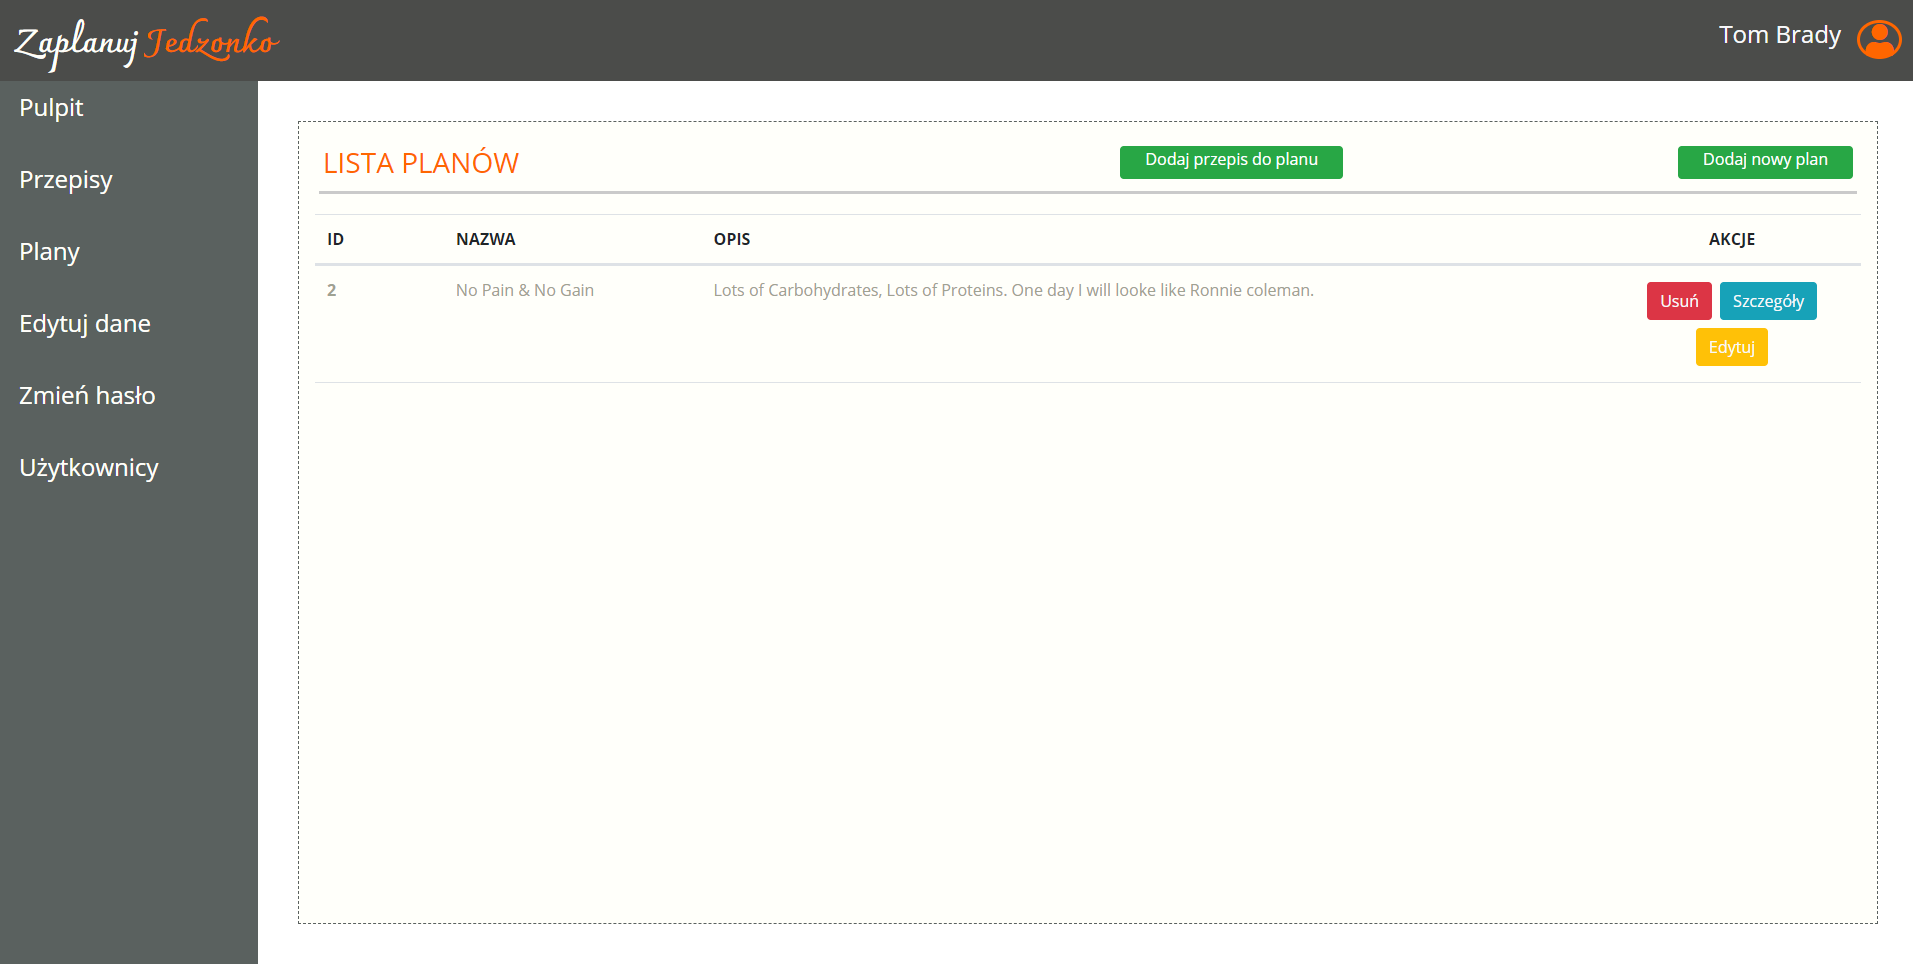 Zaplanuj Jedzonko
Tom Brady
Pulpit
Przepisy
Plany
Edytuj dane
Zmień hasło
Użytkownicy
LISTA PLANÓW
Dodaj przepis do planu
Dodaj nowy plan
ID NAZWA OPIS AKCJE
2 No Pain & No Gain Lots of Carbohydrates, Lots of Proteins. One day I will looke like Ronnie coleman. Usuń Szczegóły
Edytuj